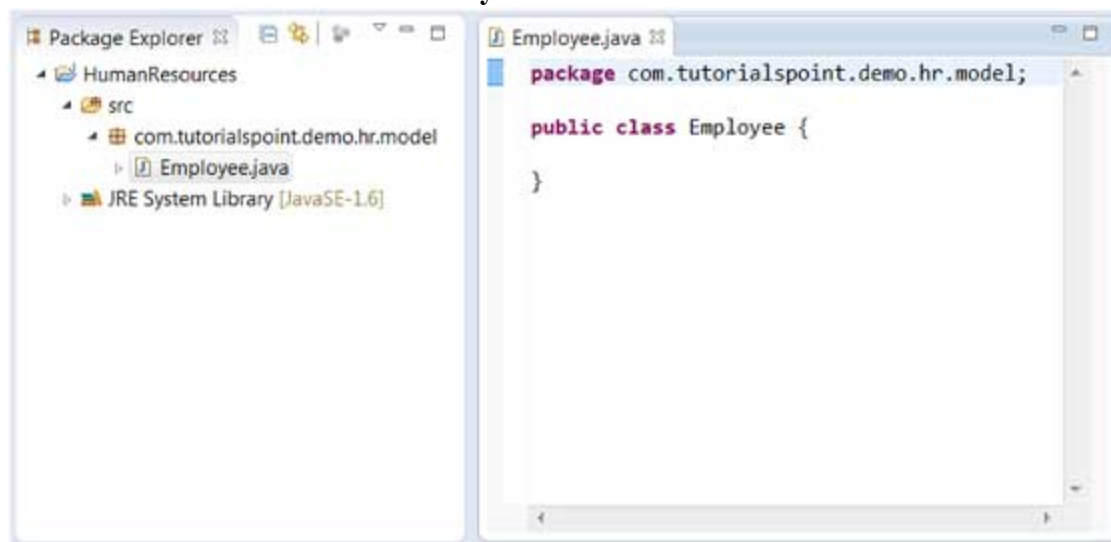 Package Explorer
HumanResources
src
com.tutorialspoint.demo.hr.model
Employee.java
JRE System Library [JavaSE-1.6]
Employee.java
package com.tutorialspoint.demo.hr.model;
public class Employee {
}